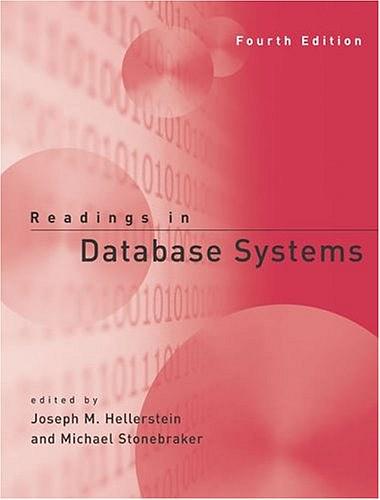 Fourth Edition
Readings in
Database Systems
edited by
Joseph M. Hellerstein
and Michael Stonebraker